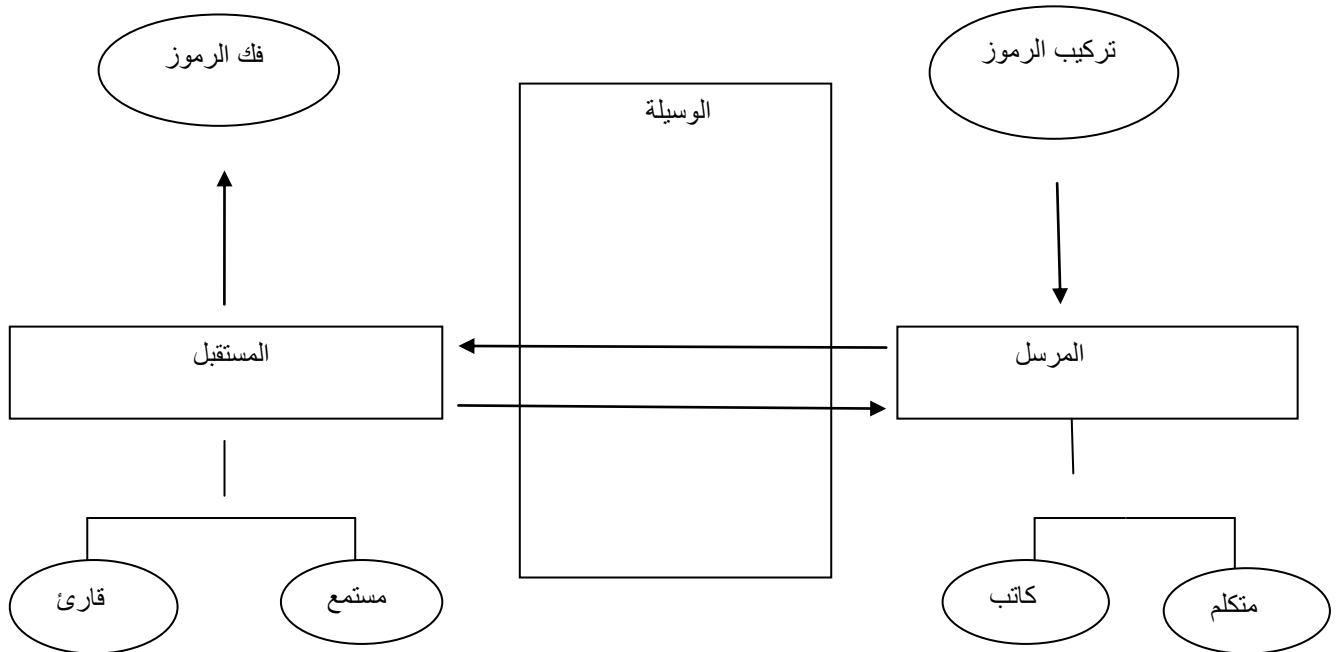 تركيب الرموز
فك الرموز
الوسيلة
المرسل
المستقبل
متكلم
كاتب
مستمع
قارئ